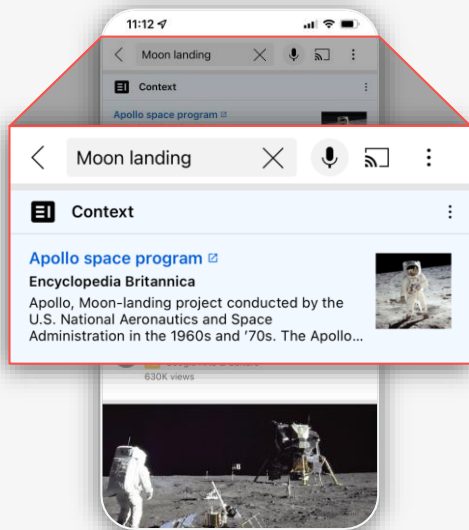 11:12
Moon landing
Context
Apollo space program
Moon landing
Context
Apollo space program
Encyclopedia Britannica
Apollo, Moon-landing project conducted by the
U.S. National Aeronautics and Space
Administration in the 1960s and ’70s. The Apollo...
630K views